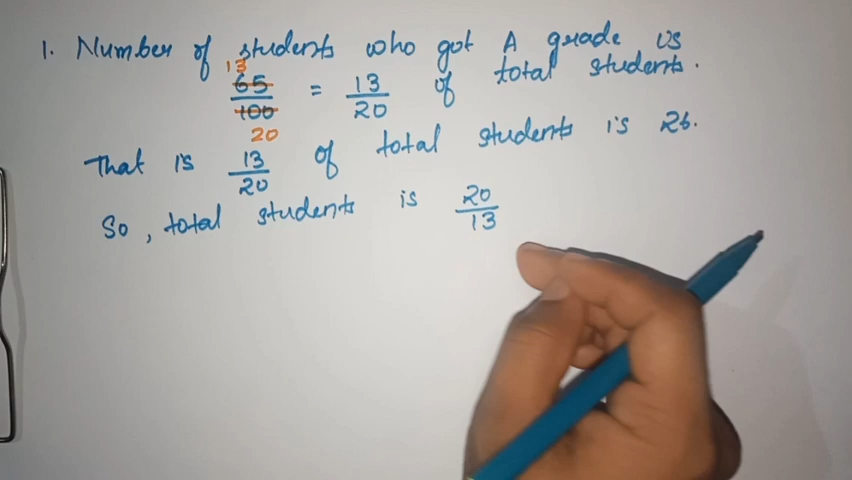 1. Number of students who got A grade is
13
65/100 = 13/20 of total students.
20
That is 13/20 of total students is 26.
So, total students is 20/13